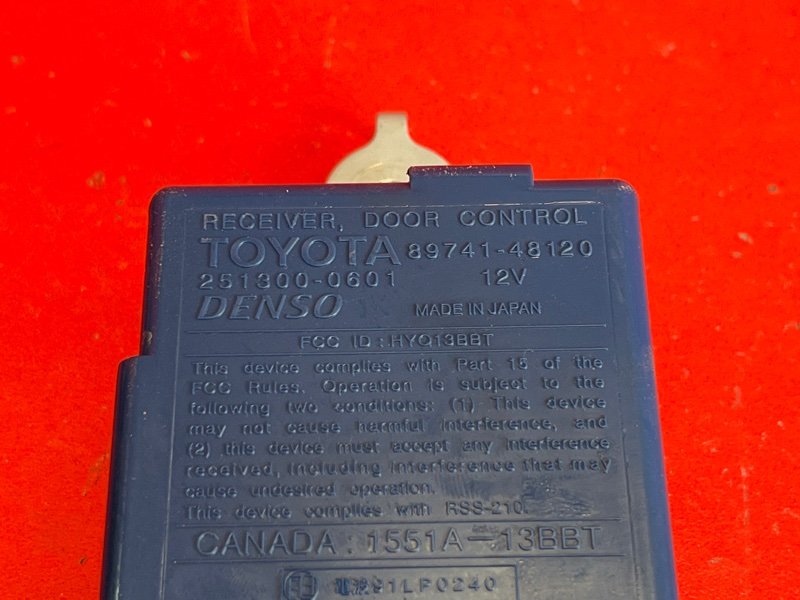 RECEIVER, DOOR CONTROL
TOYOTA 89741-48120
251300-0601 12V
DENSO MADE IN JAPAN
FCC ID : HYQ13BBT
This device complies with Part 15 of the
FCC Rules. Operation is subject to the
following two conditions: (1) This device
may not cause harmful interference, and
(2) this device must accept any interference
received, including interference that may
cause undesired operation.
This device complies with RSS-210.
CANADA : 1551A-13BBT